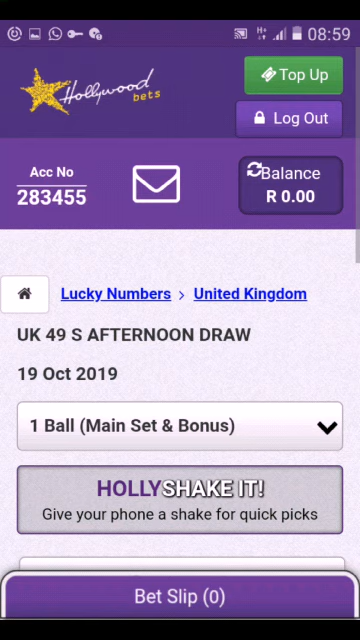 08:59
Hollywood
bets
Top Up
Log Out
Acc No
283455
Balance
R 0.00
Lucky Numbers > United Kingdom
UK 49 S AFTERNOON DRAW
19 Oct 2019
1 Ball (Main Set & Bonus)
HOLLYSHAKE IT!
Give your phone a shake for quick picks
Bet Slip (0)